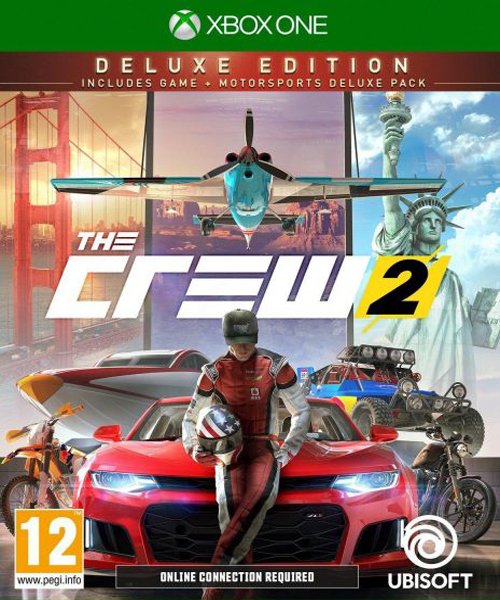 XBOX ONE
DELUXE EDITION
INCLUDES GAME + MOTORSPORTS DELUXE PACK
THE
CREW 2
12
www.pegi.info
ONLINE CONNECTION REQUIRED
UBISOFT